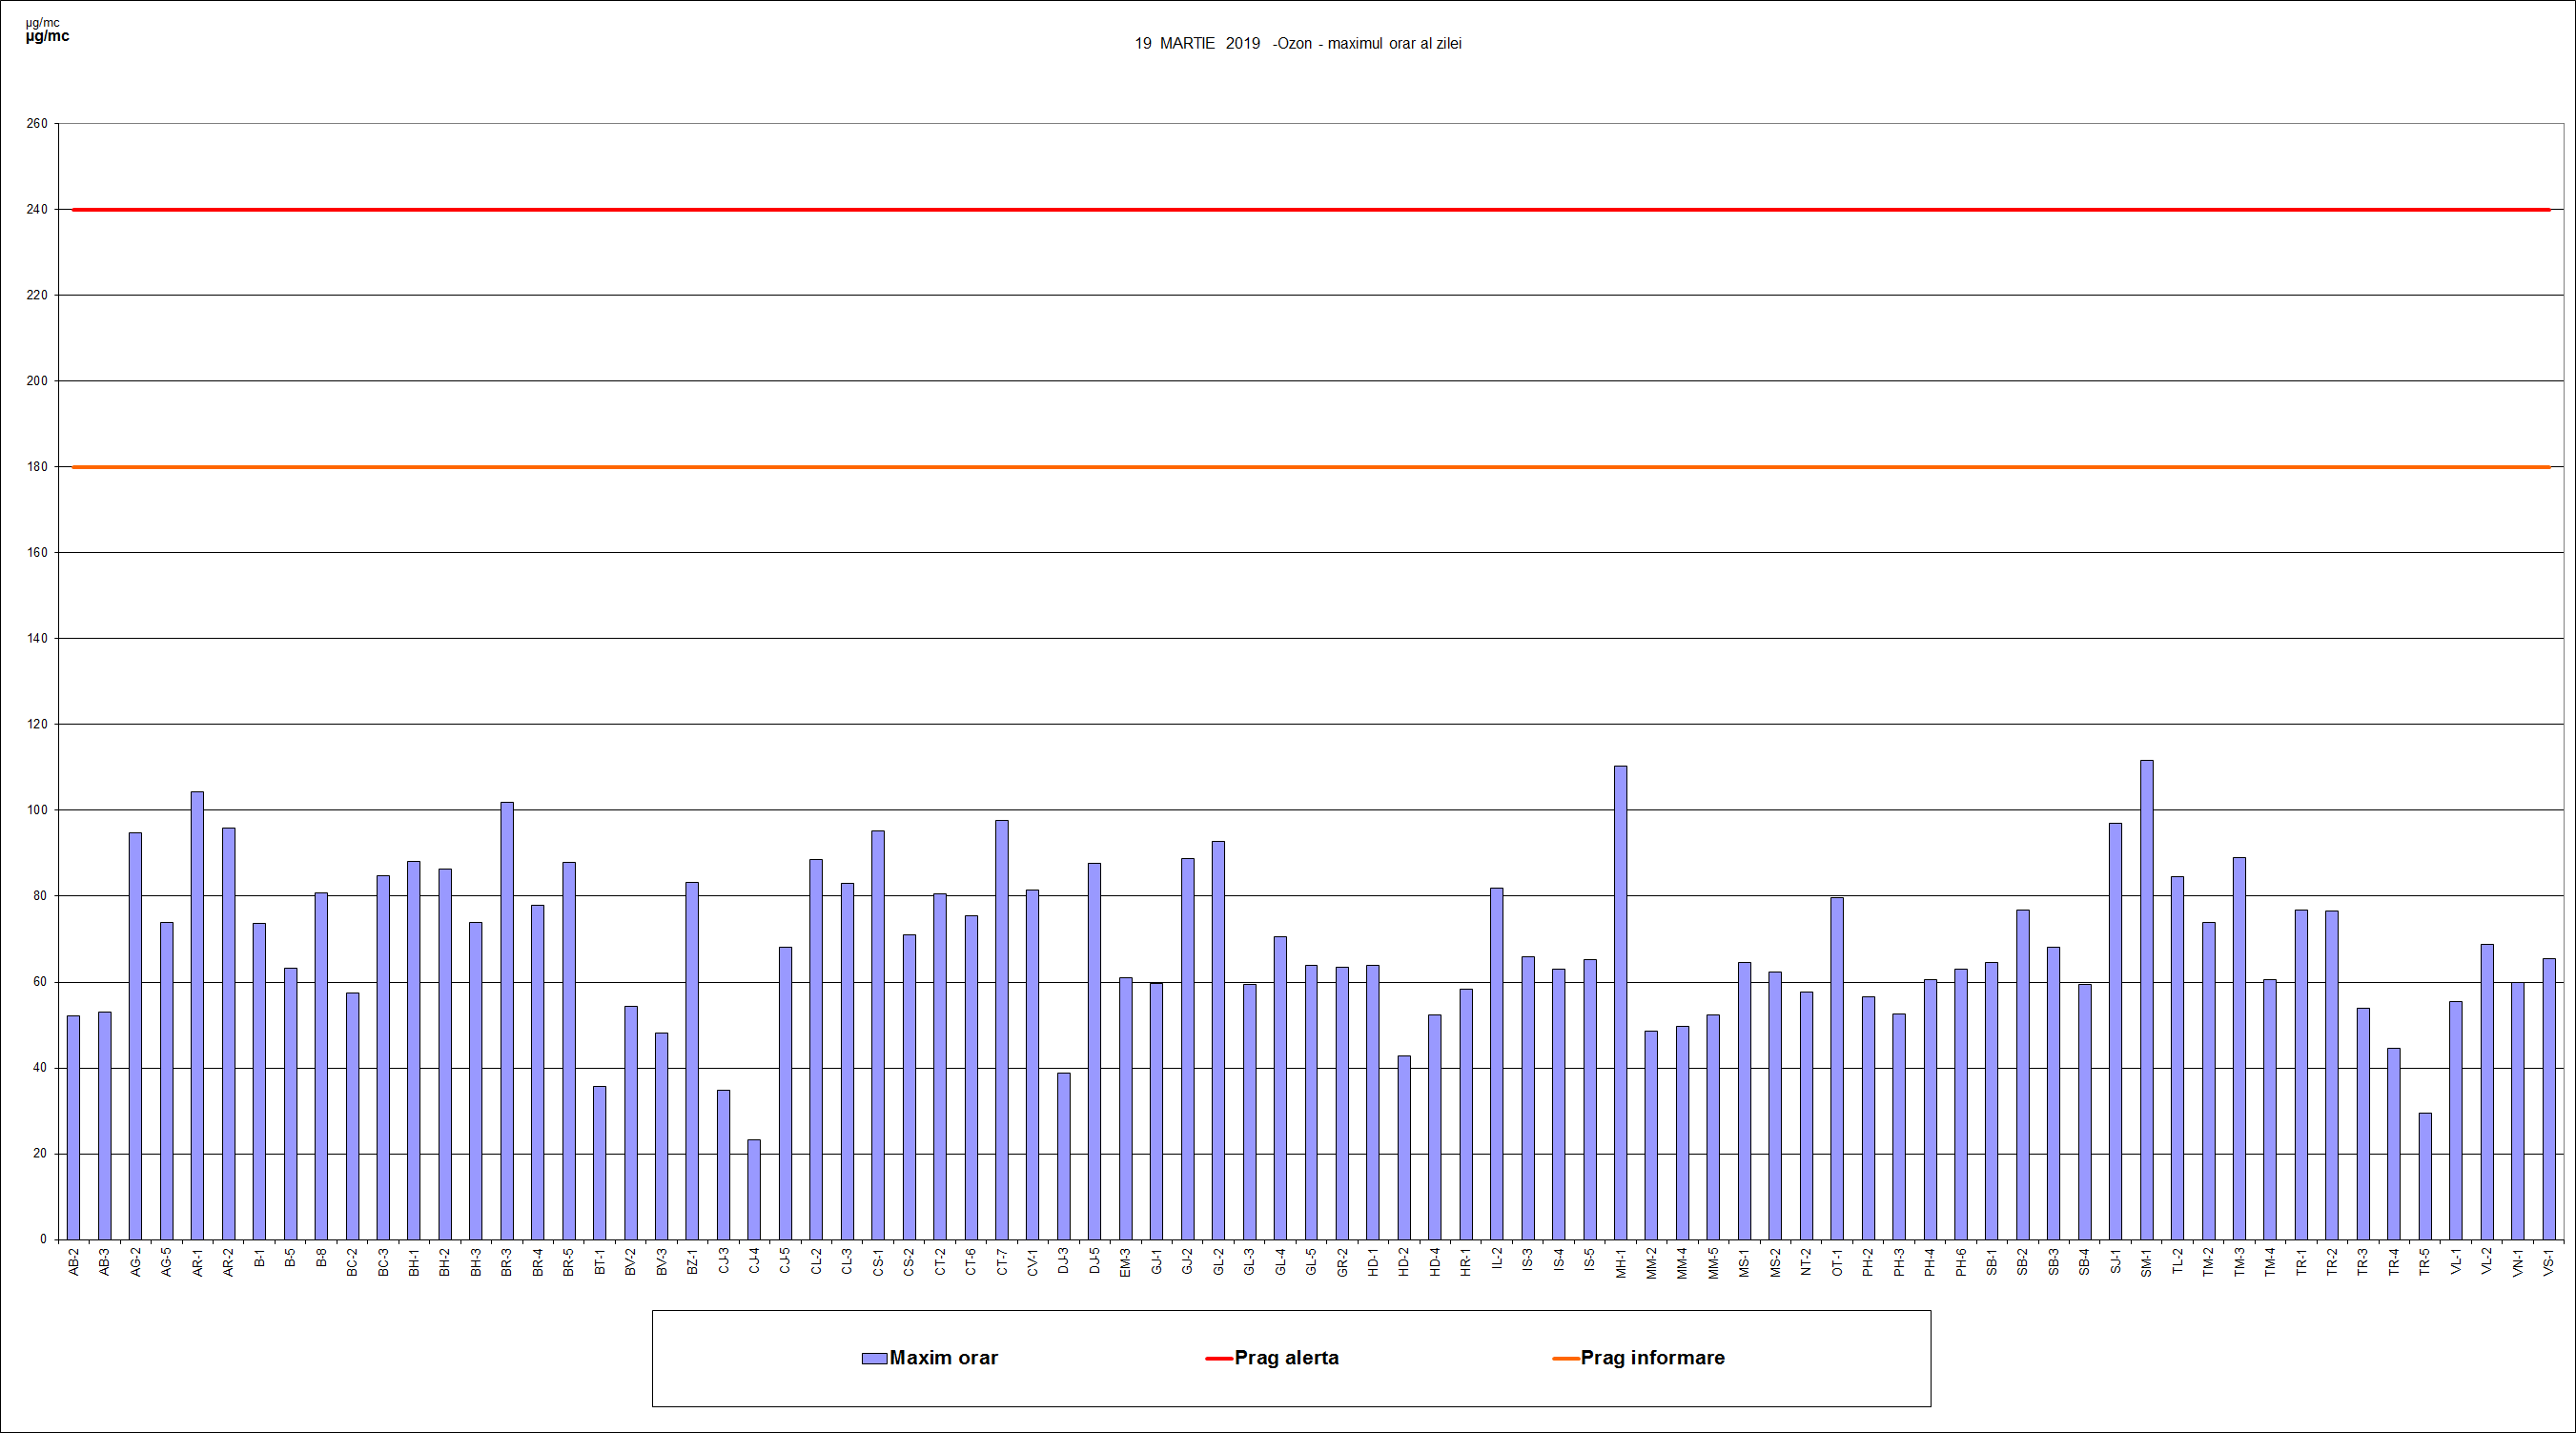 µg/mc
µg/mc
19 MARTIE 2019 -Ozon - maximul orar al zilei
260
240
220
200
180
160
140
120
100
80
60
40
20
0
AB-2 AB-3 AG-2 AG-5 AR-1 AR-2 B-1 B-5 B-8 BC-2 BC-3 BH-1 BH-2 BH-3 BR-3 BR-4 BR-5 BT-1 BV-2 BV-3 BZ-1 CJ-3 CJ-4 CJ-5 CL-2 CL-3 CS-1 CS-2 CT-2 CT-6 CT-7 CV-1 DJ-3 DJ-5 EM-3 GJ-1 GJ-2 GL-2 GL-3 GL-4 GL-5 GR-2 HD-1 HD-2 HD-4 HR-1 IL-2 IS-3 IS-4 IS-5 MH-1 MM-2 MM-4 MM-5 MS-1 MS-2 NT-2 OT-1 PH-2 PH-3 PH-4 PH-6 SB-1 SB-2 SB-3 SB-4 SJ-1 SM-1 TL-2 TM-2 TM-3 TM-4 TR-1 TR-2 TR-3 TR-4 TR-5 VL-1 VL-2 VN-1 VS-1
Maxim orar Prag alerta Prag informare